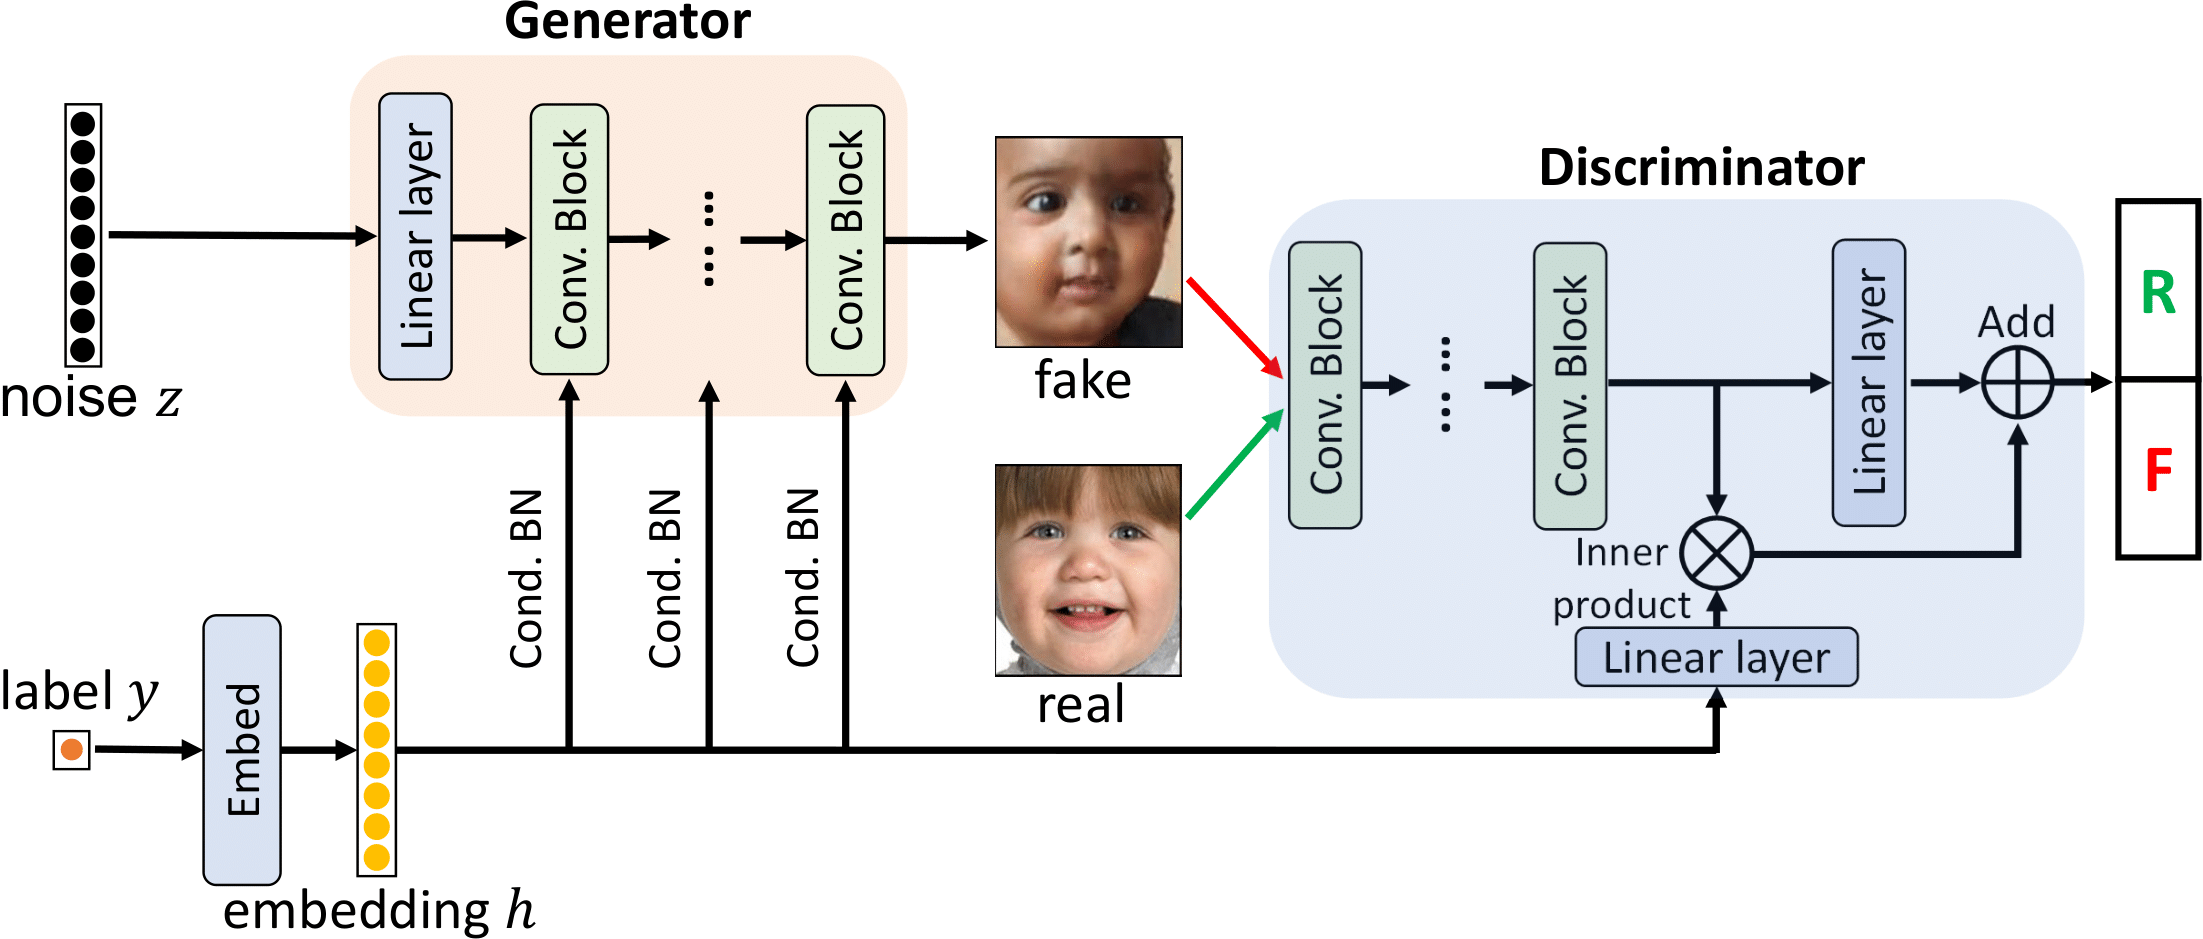 Generator
Linear layer
Conv. Block
... ...
Conv. Block
noise z
fake
real
label y
Embed
embedding h
Cond. BN
Cond. BN
Cond. BN
Discriminator
Conv. Block
... ...
Conv. Block
Linear layer
Add
Inner
product
Linear layer
R
F